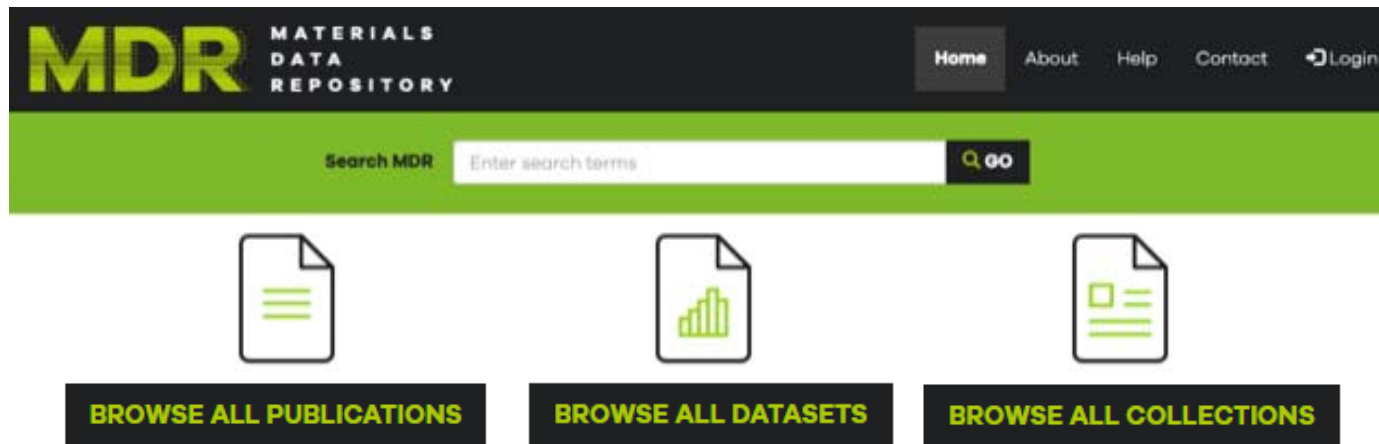 MDR
MATERIALS
DATA
REPOSITORY
Home About Help Contact Login
Search MDR Enter search terms GO
BROWSE ALL PUBLICATIONS BROWSE ALL DATASETS BROWSE ALL COLLECTIONS